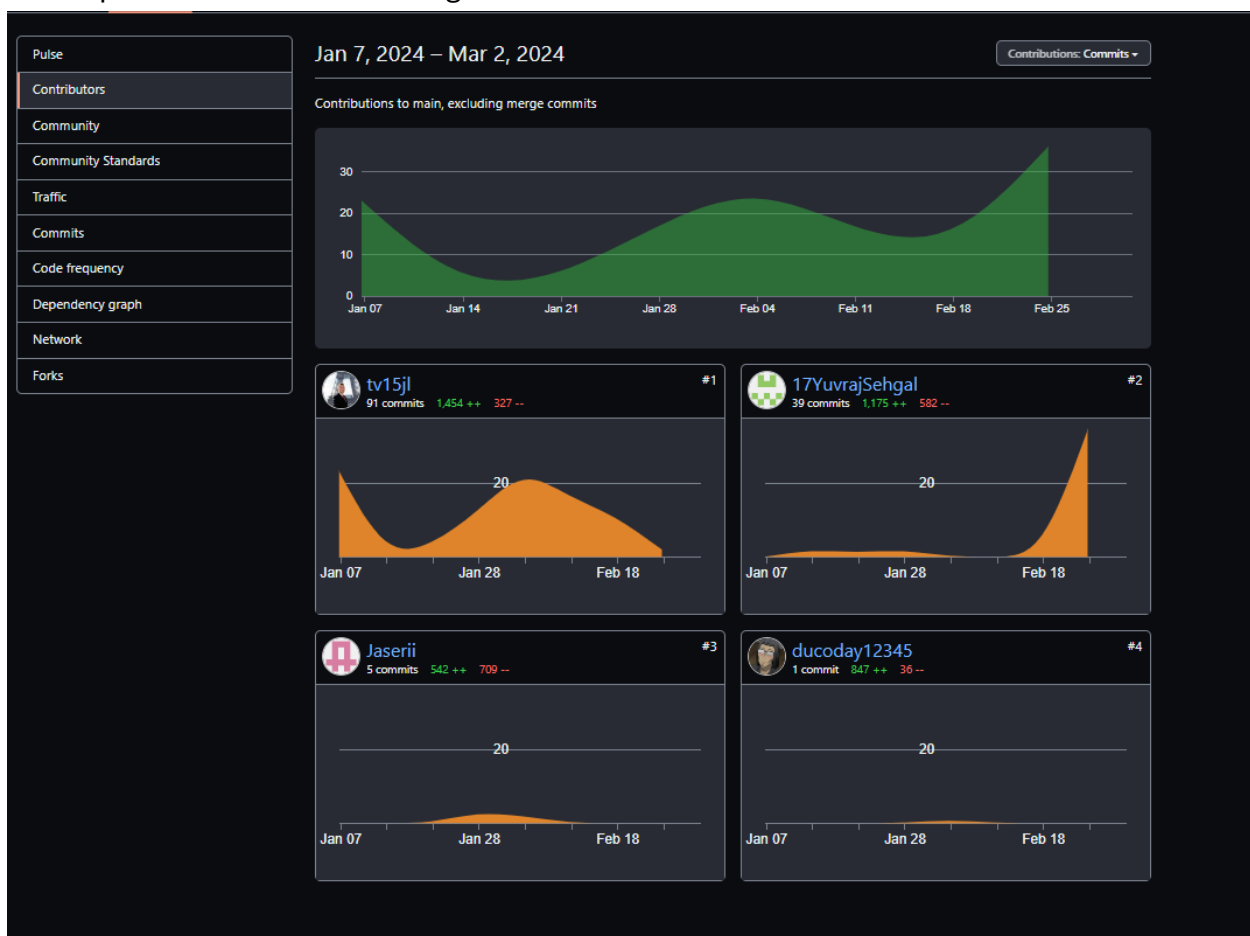 Pulse
Contributors
Community
Community Standards
Traffic
Commits
Code frequency
Dependency graph
Network
Forks
Jan 7, 2024 – Mar 2, 2024
Contributions: Commits
Contributions to main, excluding merge commits
30
20
10
0
Jan 07 Jan 14 Jan 21 Jan 28 Feb 04 Feb 11 Feb 18 Feb 25
tv15jl #1
91 commits 1,454 ++ 327 --
20
Jan 07 Jan 28 Feb 18
17YuvrajSehgal #2
39 commits 1,175 ++ 582 --
20
Jan 07 Jan 28 Feb 18
Jaserii #3
5 commits 542 ++ 709 --
20
Jan 07 Jan 28 Feb 18
ducoday12345 #4
1 commit 847 ++ 36 --
20
Jan 07 Jan 28 Feb 18